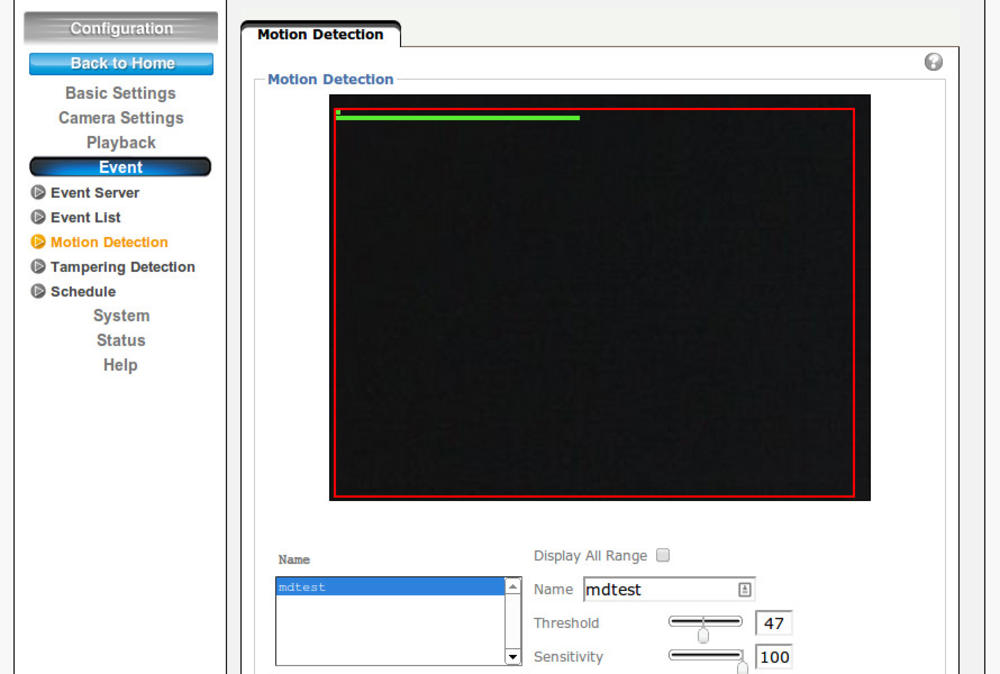 Configuration
Back to Home
Basic Settings
Camera Settings
Playback
Event
Event Server
Event List
Motion Detection
Tampering Detection
Schedule
System
Status
Help
Motion Detection
Motion Detection
Name
mdtest
Display All Range
Name mdtest
Threshold 47
Sensitivity 100